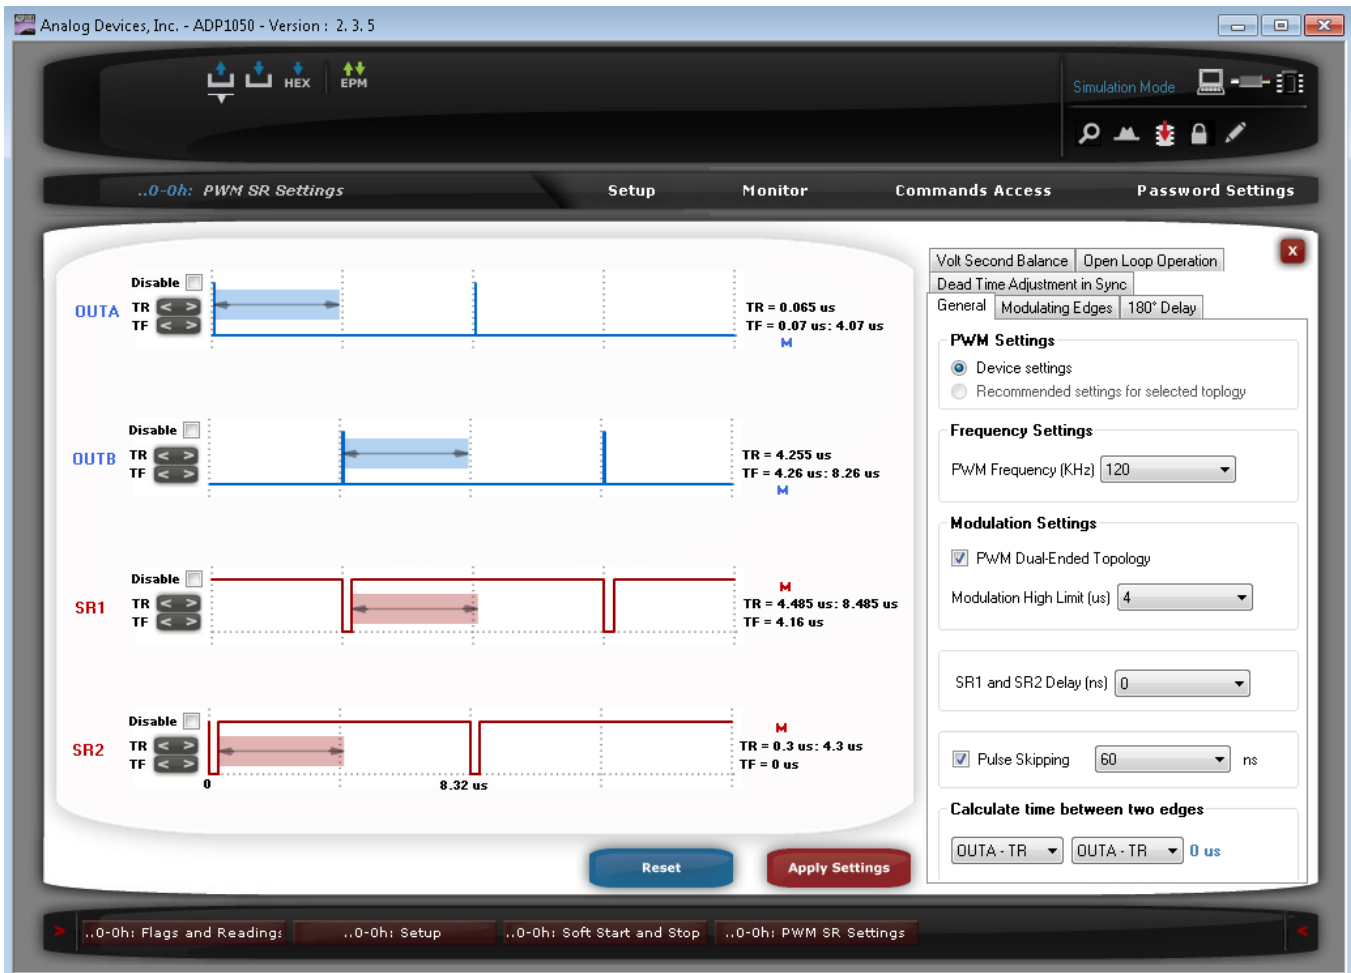 Analog Devices, Inc. - ADP1050 - Version : 2. 3. 5
HEX
EPM
Simulation Mode
..0-0h: PWM SR Settings
Setup
Monitor
Commands Access
Password Settings
Disable
OUTA
TR < >
TF < >
TR = 0.065 us
TF = 0.07 us: 4.07 us
M
Disable
OUTB
TR < >
TF < >
TR = 4.255 us
TF = 4.26 us: 8.26 us
M
Disable
SR1
TR < >
TF < >
M
TR = 4.485 us: 8.485 us
TF = 4.16 us
Disable
SR2
TR < >
TF < >
M
TR = 0.3 us: 4.3 us
TF = 0 us
0
8.32 us
Reset
Apply Settings
x
Volt Second Balance
Open Loop Operation
Dead Time Adjustment in Sync
General
Modulating Edges
180° Delay
PWM Settings
Device settings
Recommended settings for selected toplogy
Frequency Settings
PWM Frequency (KHz) 120
Modulation Settings
PWM Dual-Ended Topology
Modulation High Limit (us) 4
SR1 and SR2 Delay (ns) 0
Pulse Skipping 60 ns
Calculate time between two edges
OUTA - TR OUTA - TR 0 us
> ..0-0h: Flags and Readings ..0-0h: Setup ..0-0h: Soft Start and Stop ..0-0h: PWM SR Settings <